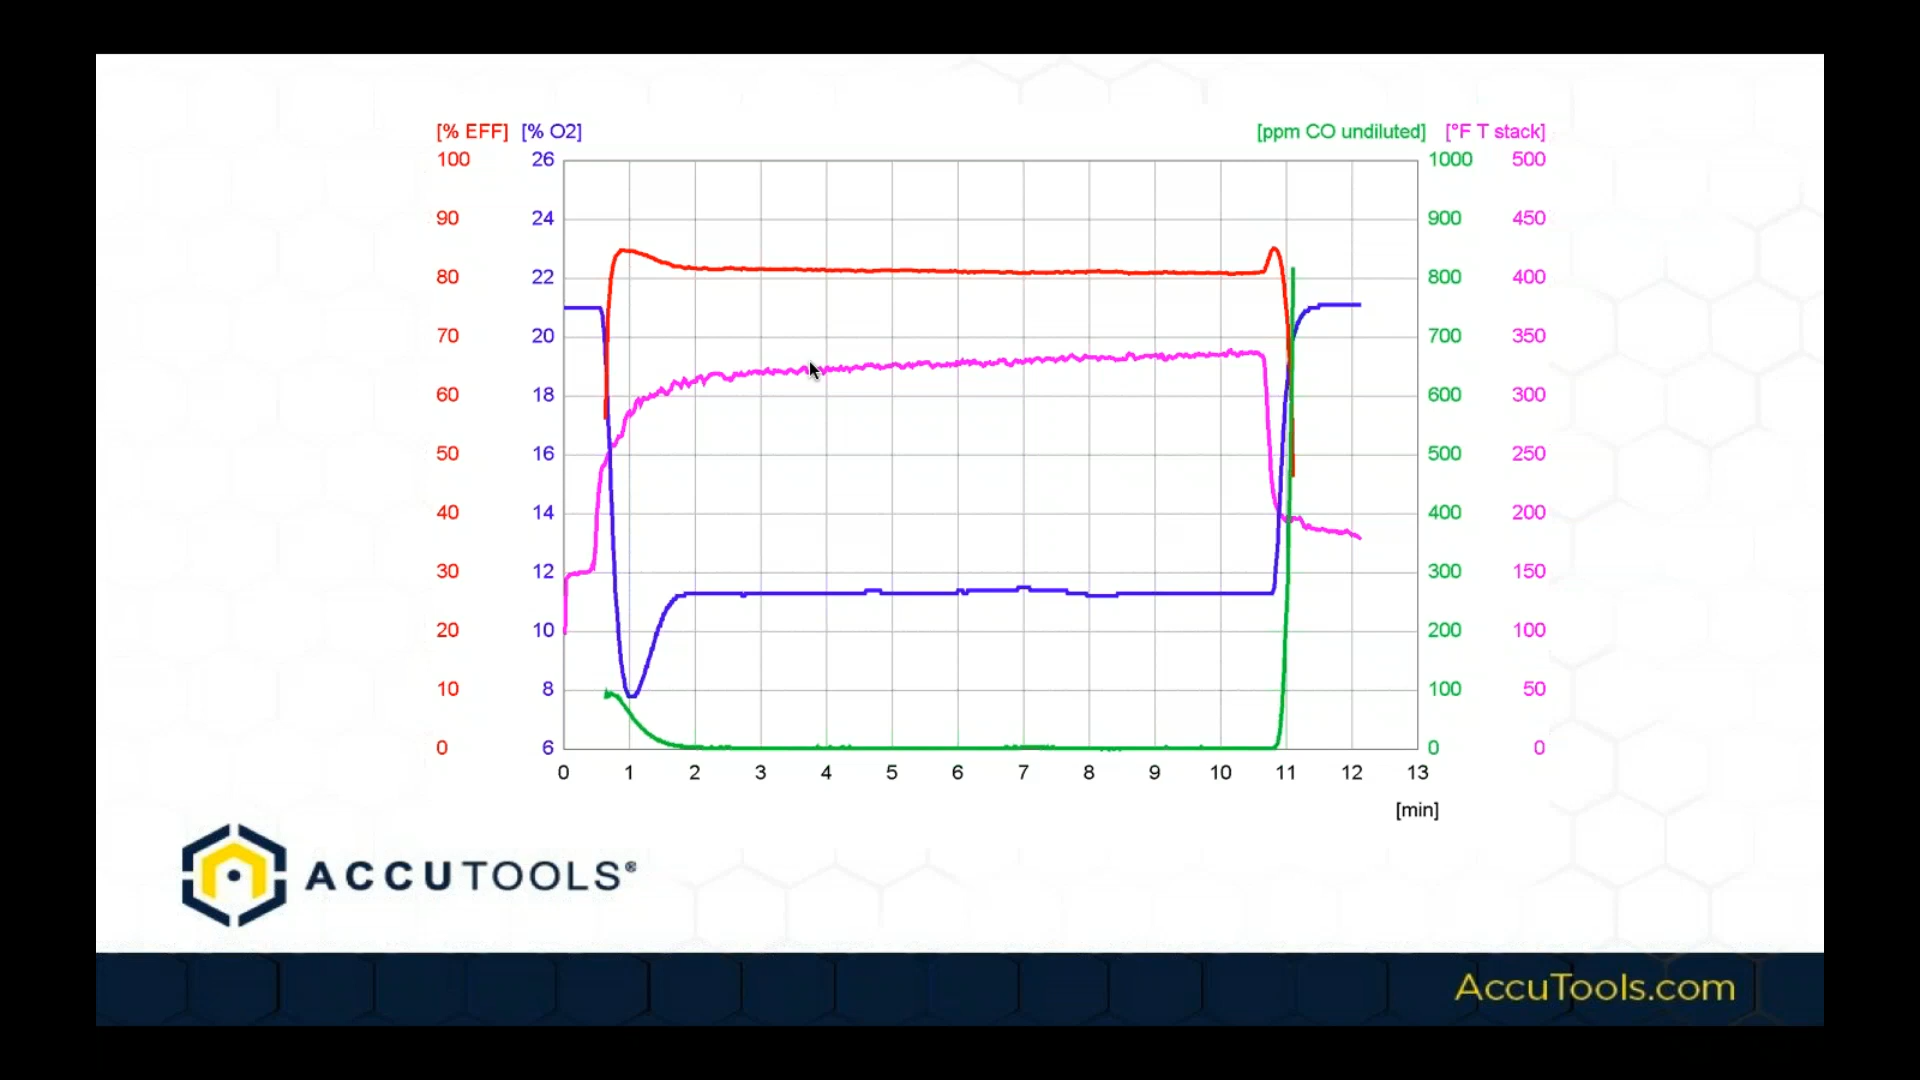 [% EFF] [% O2] [ppm CO undiluted] [°F T stack]
100 26 1000 500
90 24 900 450
80 22 800 400
70 20 700 350
60 18 600 300
50 16 500 250
40 14 400 200
30 12 300 150
20 10 200 100
10 8 100 50
0 6 0 0
0 1 2 3 4 5 6 7 8 9 10 11 12 13
[min]
ACCUTOOLS®
AccuTools.com